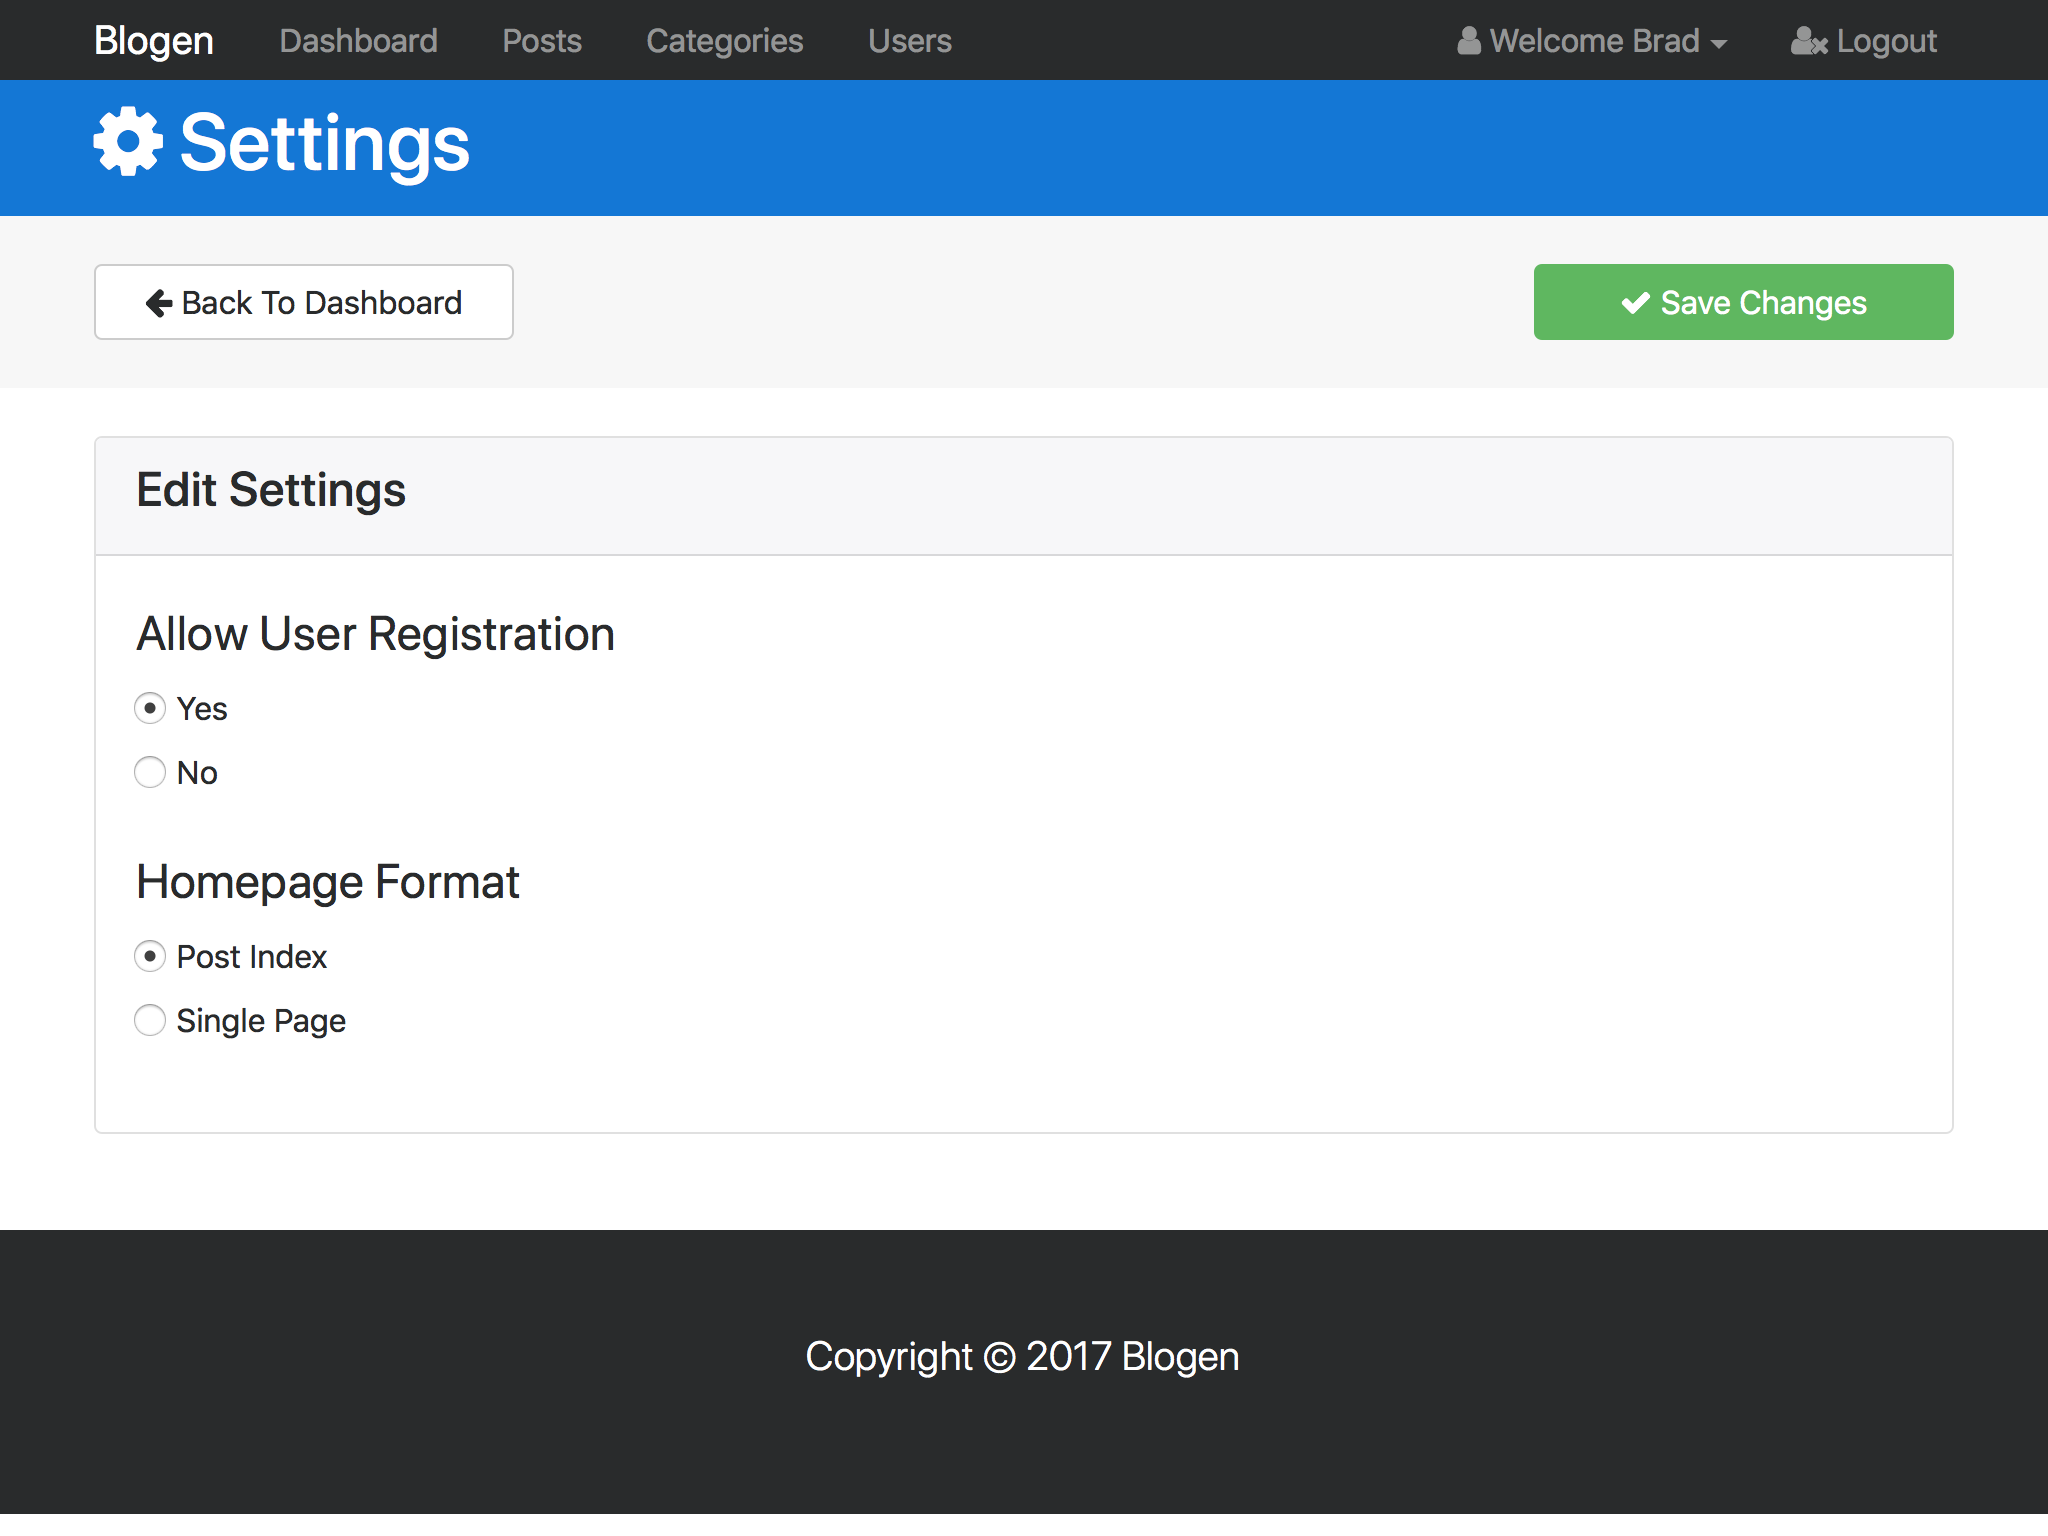 Blogen Dashboard Posts Categories Users Welcome Brad Logout
Settings
Back To Dashboard Save Changes
Edit Settings
Allow User Registration
Yes
No
Homepage Format
Post Index
Single Page
Copyright © 2017 Blogen